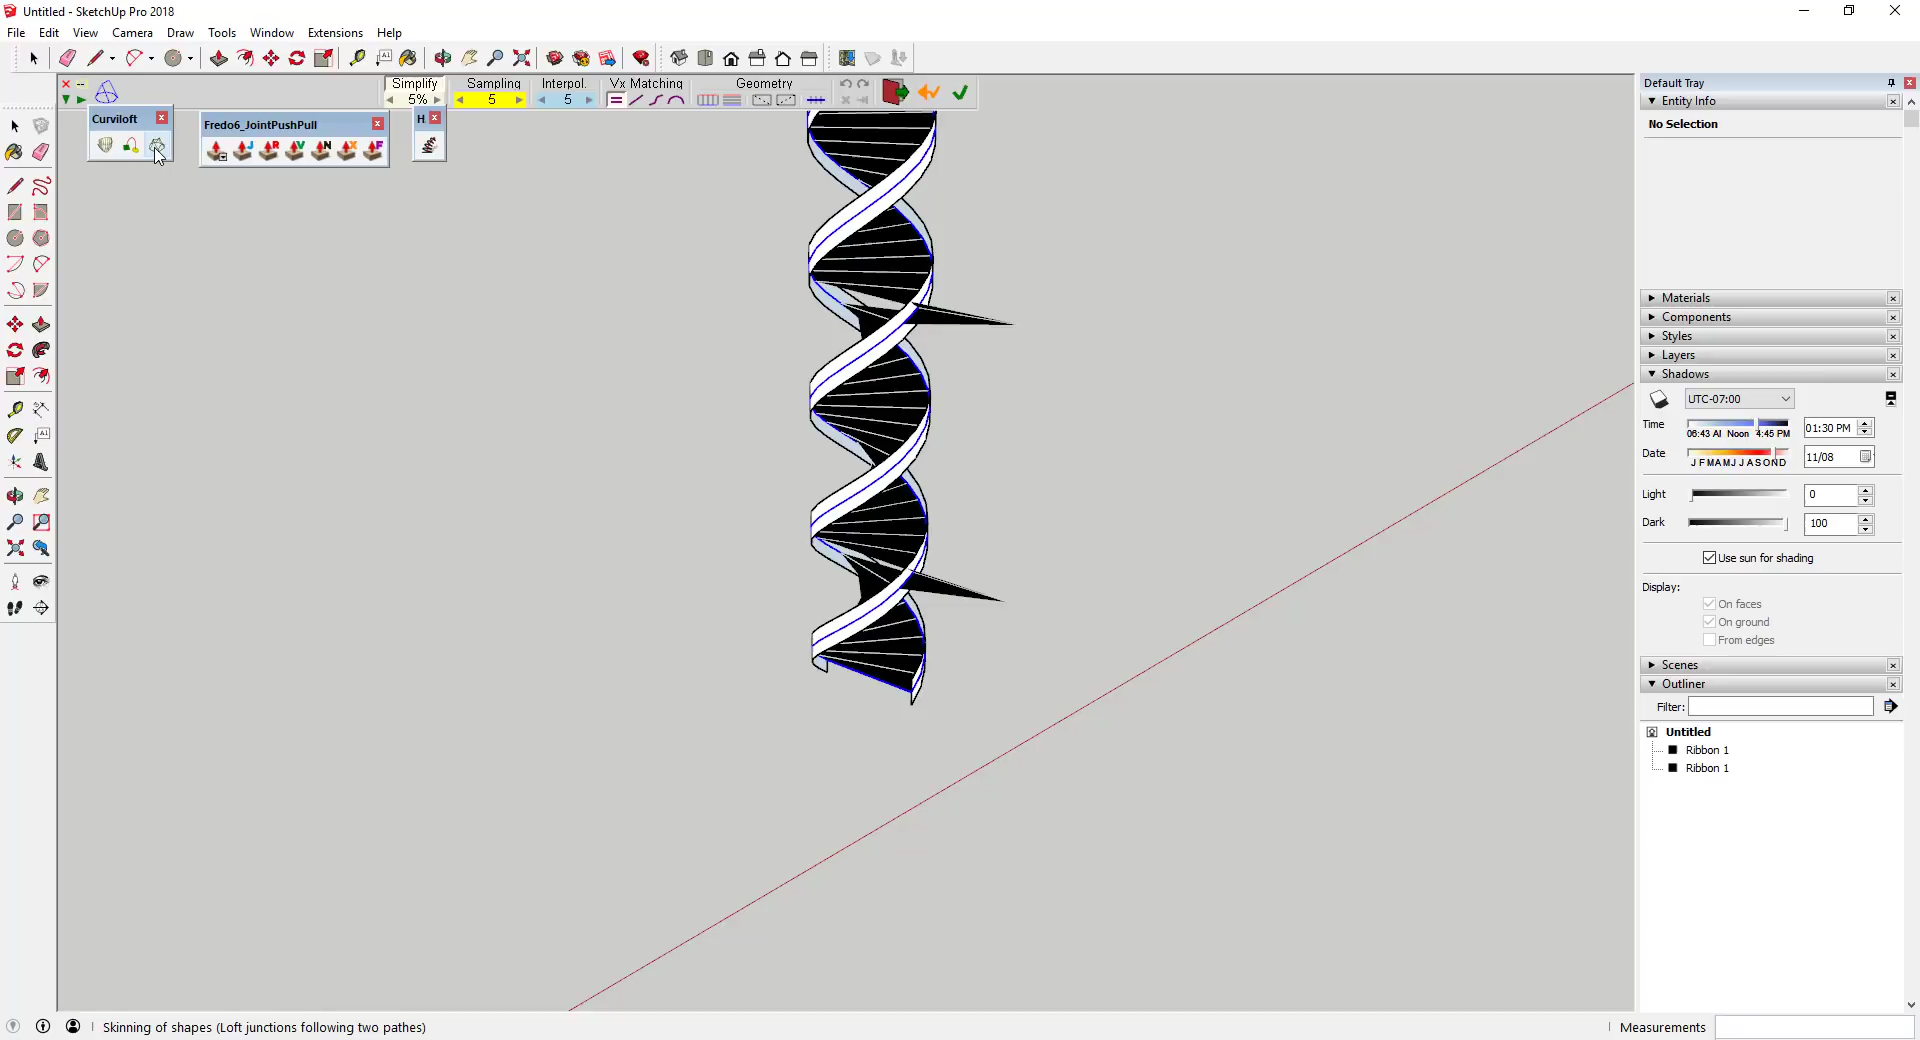 Untitled - SketchUp Pro 2018
File Edit View Camera Draw Tools Window Extensions Help
Simplify Sampling Interpol. Vx Matching Geometry
5% 5 5
Curviloft
Fredo6_JointPushPull
H
J R V N X F
A1
A1
Default Tray
Entity Info
No Selection
Materials
Components
Styles
Layers
Shadows
UTC-07:00
Time
06:43 AI Noon 4:45 PM
01:30 PM
Date
J F M A M J J A S O N D
11/08
Light
0
Dark
100
Use sun for shading
Display:
On faces
On ground
From edges
Scenes
Outliner
Filter:
Untitled
Ribbon 1
Ribbon 1
Skinning of shapes (Loft junctions following two pathes)
Measurements